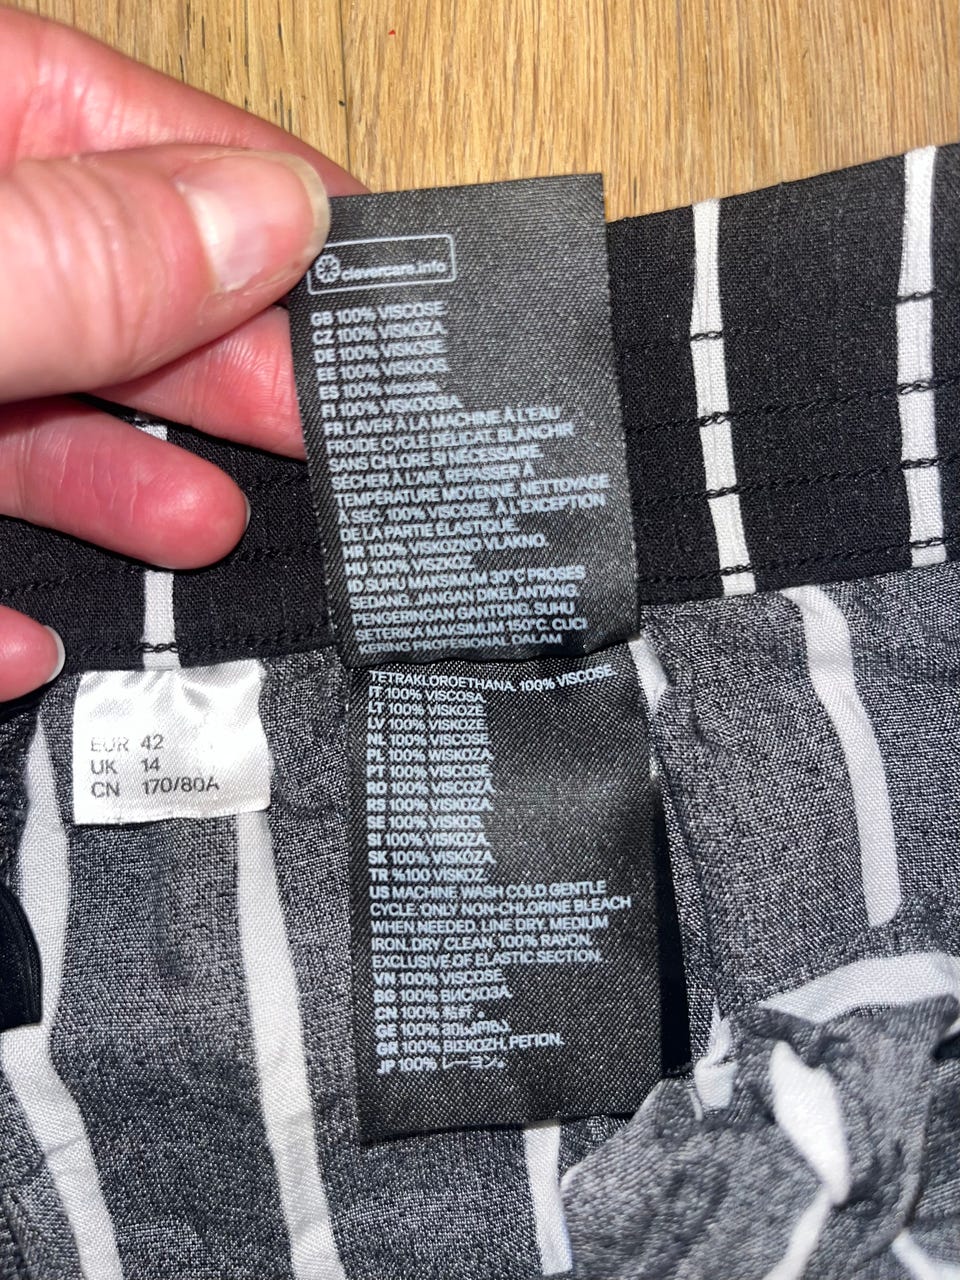 clevercare.info
GB 100% VISCOSE
CZ 100% VISKÓZA.
DE 100% VISKOSE.
EE 100% VISKOOS.
ES 100% viscosa.
FI 100% VISKOOSIA.
FR LAVER À LA MACHINE À L'EAU
FROIDE CYCLE DÉLICAT. BLANCHIR
SANS CHLORE SI NÉCESSAIRE.
SÉCHER À L'AIR. REPASSER À
TEMPÉRATURE MOYENNE. NETTOYAGE
À SEC. 100% VISCOSE. À L'EXCEPTION
DE LA PARTIE ÉLASTIQUE.
HR 100% VISKOZNO VLAKNO.
HU 100% VISZKÓZ.
ID SUHU MAKSIMUM 30°C PROSES
SEDANG. JANGAN DIKELANTANG.
PENGERINGAN GANTUNG. SUHU
SETERIKA MAKSIMUM 150°C. CUCI
KERING PROFESIONAL DALAM
TETRAKLOROETHANA. 100% VISCOSE.
IT 100% VISCOSA
LT 100% VISKOZĖ
LV 100% VISKOZE
NL 100% VISCOSE.
PL 100% WISKOZA.
PT 100% VISCOSE.
RO 100% VÂSCOZĂ.
RS 100% VISKOZA.
SE 100% VISKOS.
SI 100% VISKOZA.
SK 100% VISKÓZA.
TR %100 VİSKOZ.
US MACHINE WASH COLD GENTLE
CYCLE. ONLY NON-CHLORINE BLEACH
WHEN NEEDED. LINE DRY. MEDIUM
IRON. DRY CLEAN. 100% RAYON.
EXCLUSIVE OF ELASTIC SECTION.
VN 100% VISCOSE.
BG 100% ВИСКОЗА.
CN 100% 粘纤。
GE 100% ვისკოზა.
GR 100% ΒΙΣΚΟΖΗ, ΡΕΓΙΟΝ.
JP 100% レーヨン。
EUR 42
UK 14
CN 170/80A